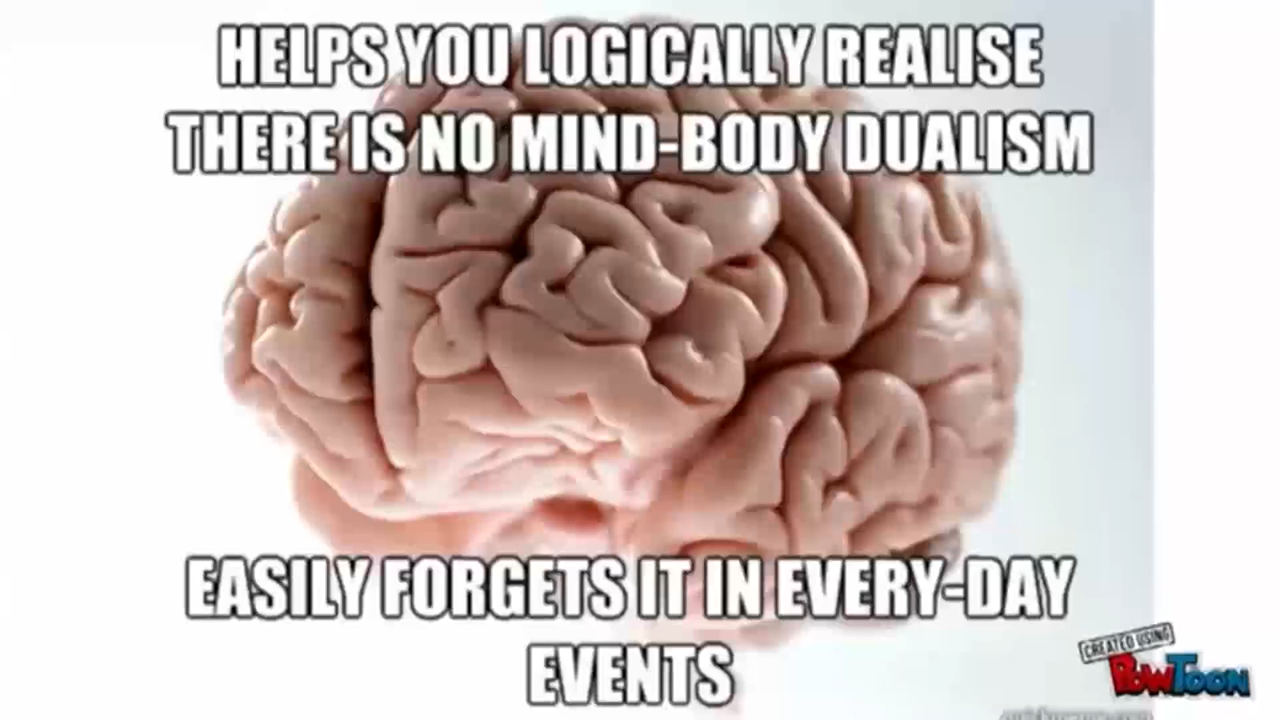 HELPS YOU LOGICALLY REALISE
THERE IS NO MIND-BODY DUALISM
EASILY FORGETS IT IN EVERY-DAY
EVENTS
CREATED USING
POWTOON